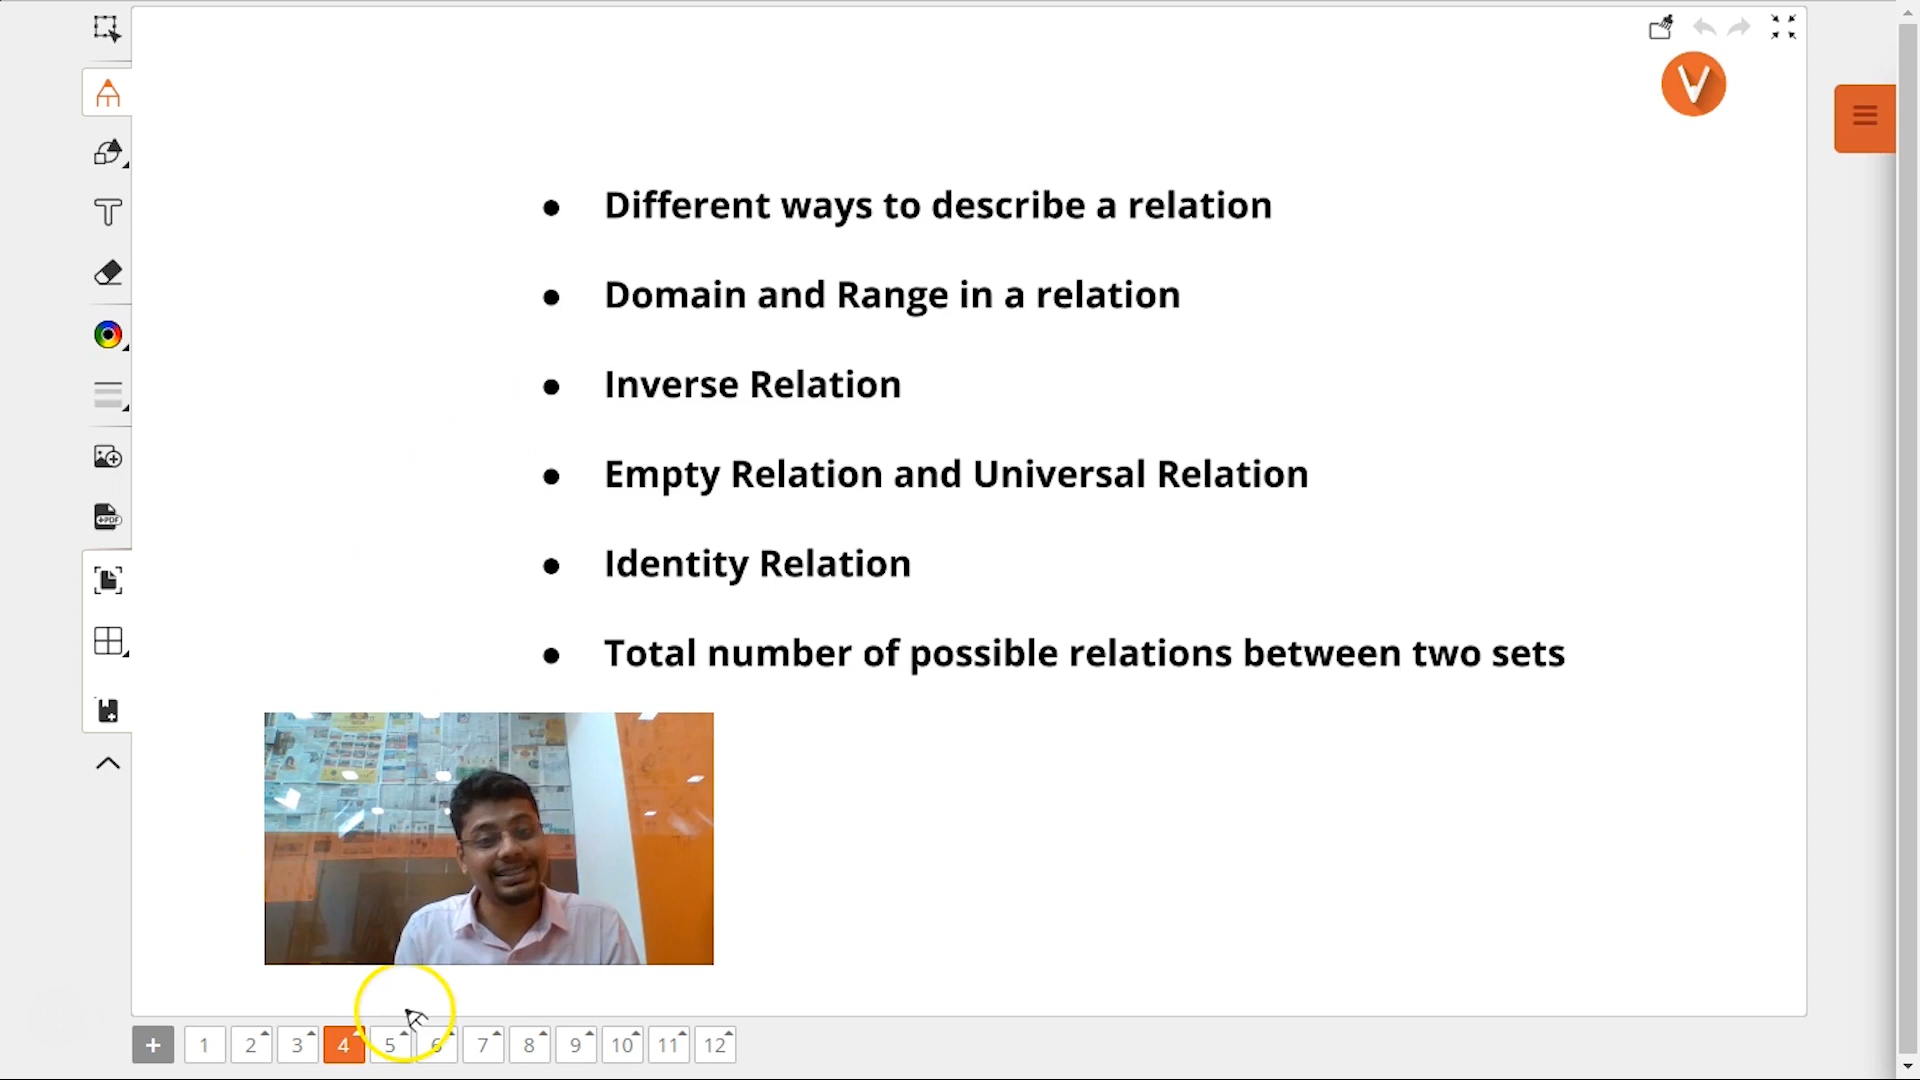 ● Different ways to describe a relation
● Domain and Range in a relation
● Inverse Relation
● Empty Relation and Universal Relation
● Identity Relation
● Total number of possible relations between two sets
+PDF
+ 1 2 3 4 5 6 7 8 9 10 11 12